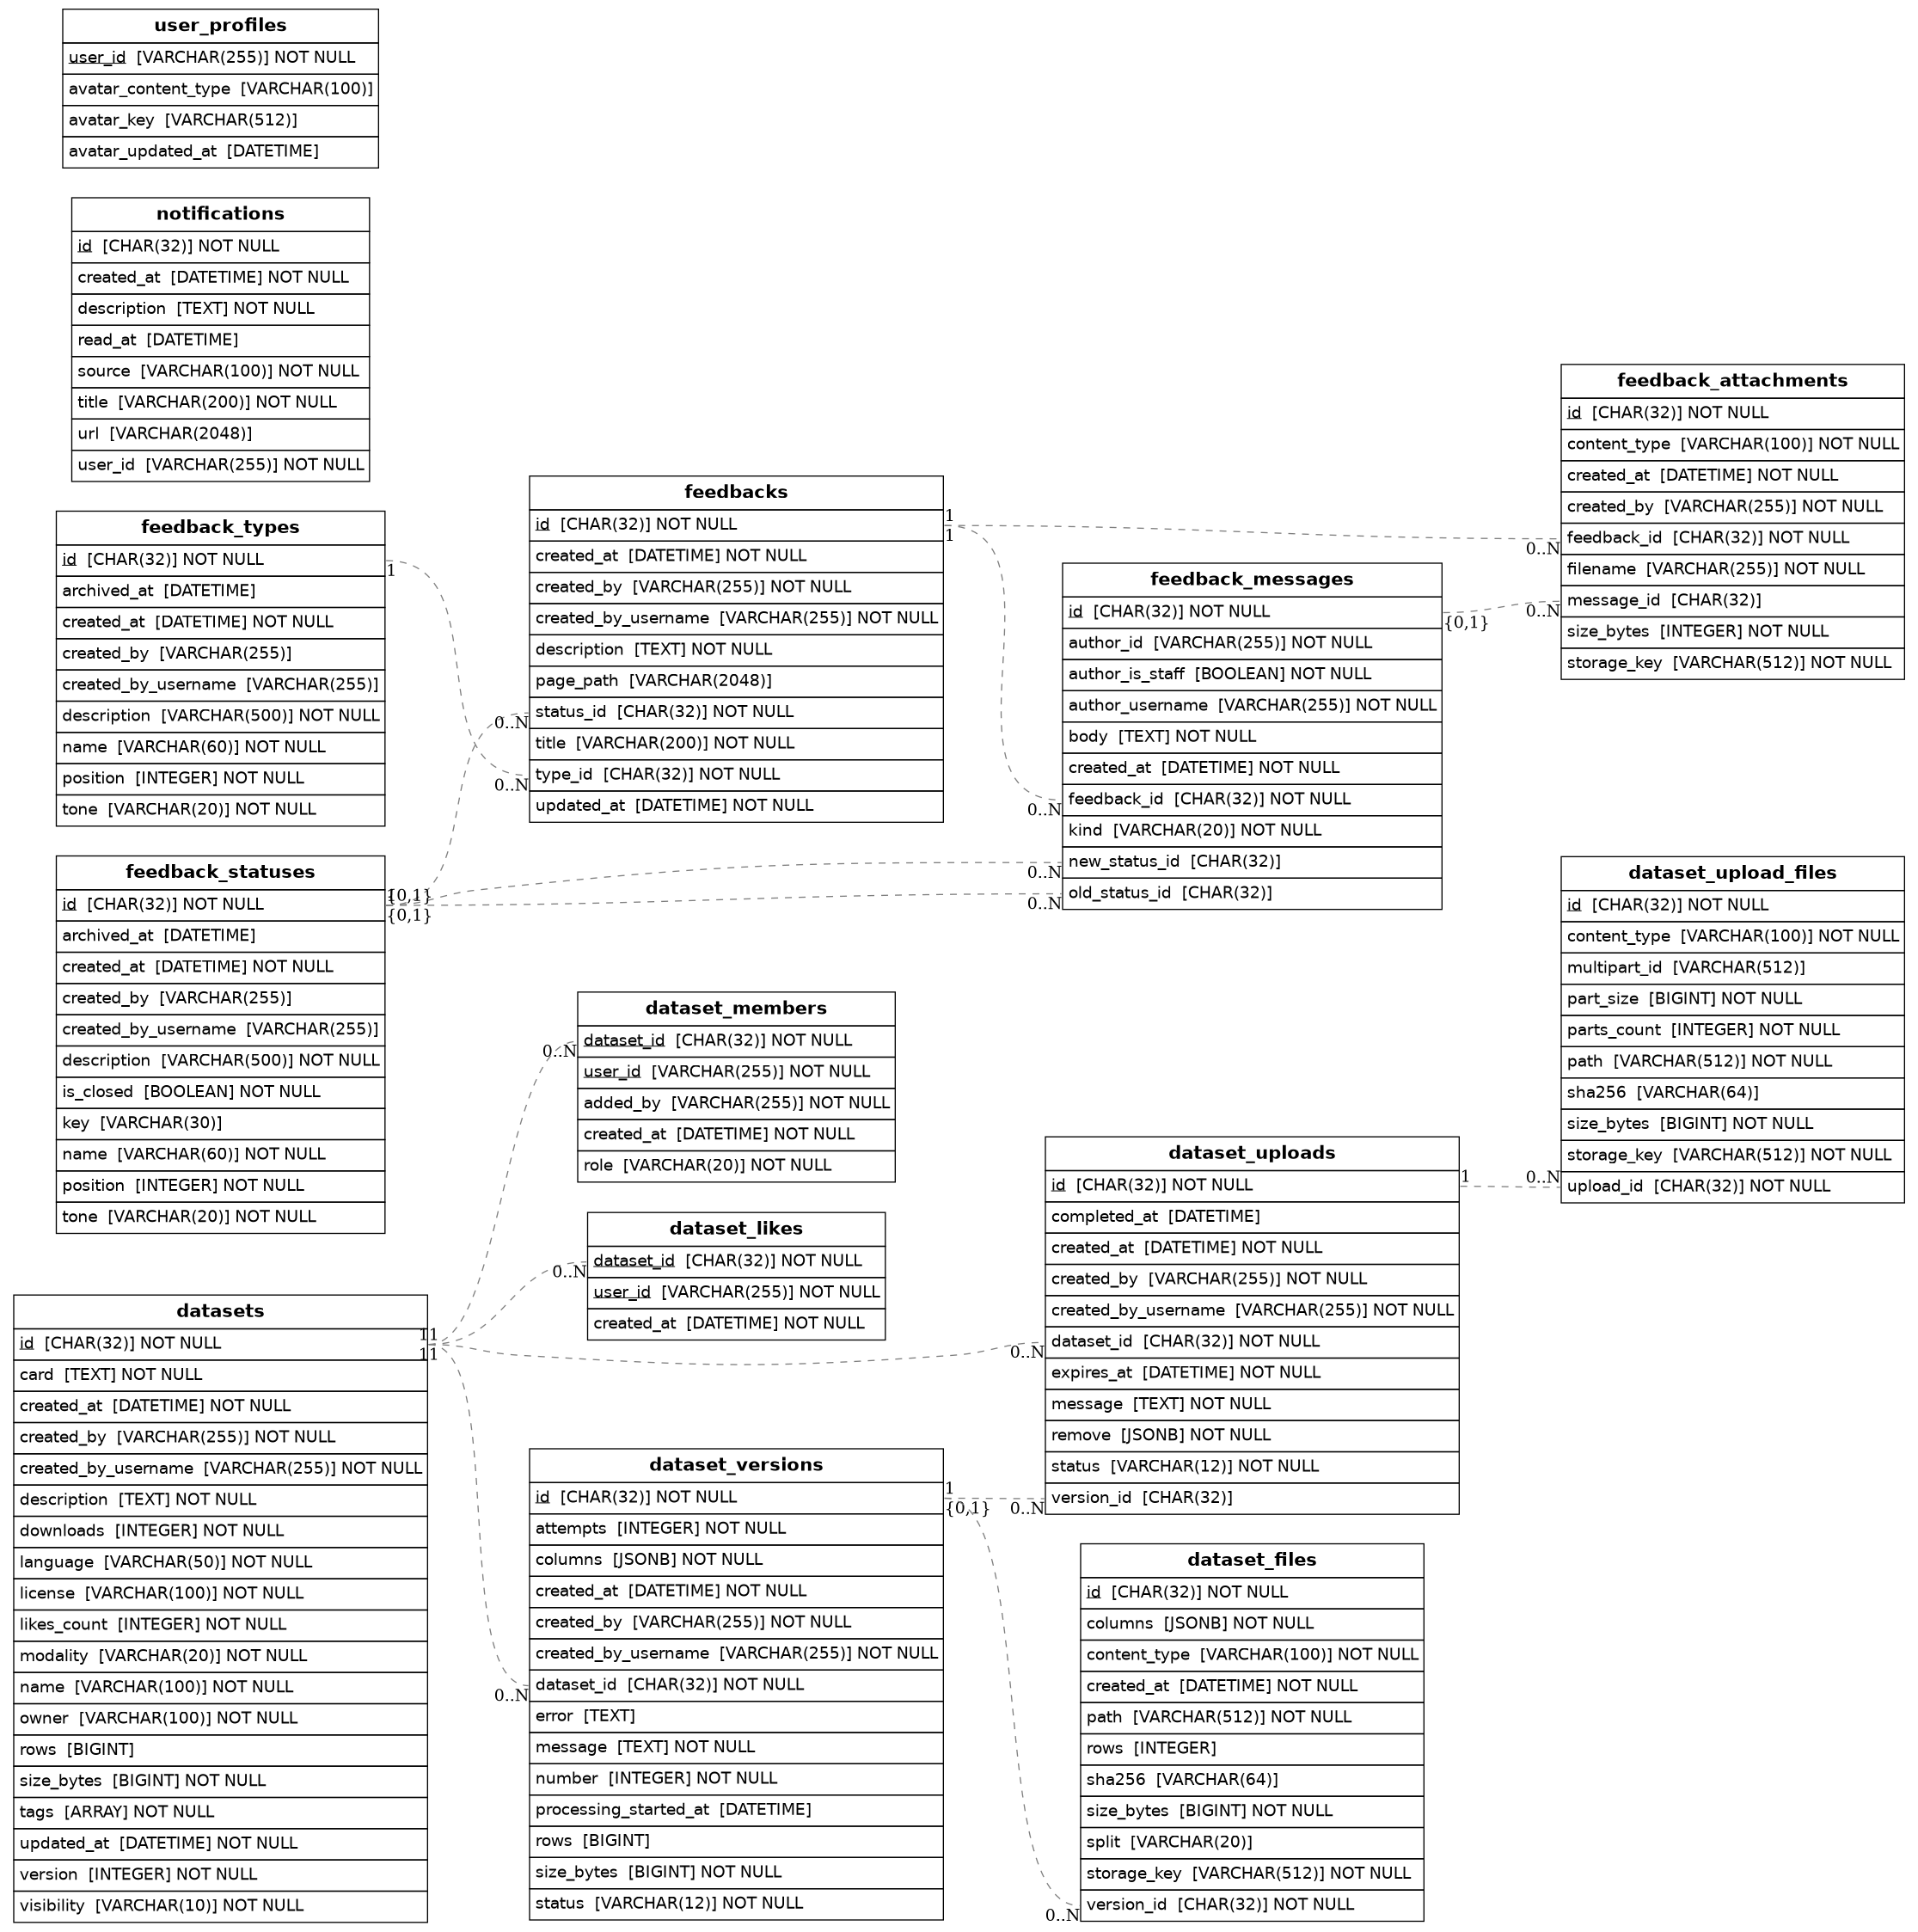 user_profiles
user_id [VARCHAR(255)] NOT NULL
avatar_content_type [VARCHAR(100)]
avatar_key [VARCHAR(512)]
avatar_updated_at [DATETIME]
notifications
id [CHAR(32)] NOT NULL
created_at [DATETIME] NOT NULL
description [TEXT] NOT NULL
read_at [DATETIME]
source [VARCHAR(100)] NOT NULL
title [VARCHAR(200)] NOT NULL
url [VARCHAR(2048)]
user_id [VARCHAR(255)] NOT NULL
feedback_types
id [CHAR(32)] NOT NULL
1
archived_at [DATETIME]
created_at [DATETIME] NOT NULL
created_by [VARCHAR(255)]
created_by_username [VARCHAR(255)]
description [VARCHAR(500)] NOT NULL
name [VARCHAR(60)] NOT NULL
position [INTEGER] NOT NULL
tone [VARCHAR(20)] NOT NULL
feedback_statuses
id [CHAR(32)] NOT NULL
{0,1}
{0,1}
archived_at [DATETIME]
created_at [DATETIME] NOT NULL
created_by [VARCHAR(255)]
created_by_username [VARCHAR(255)]
description [VARCHAR(500)] NOT NULL
is_closed [BOOLEAN] NOT NULL
key [VARCHAR(30)]
name [VARCHAR(60)] NOT NULL
position [INTEGER] NOT NULL
tone [VARCHAR(20)] NOT NULL
datasets
id [CHAR(32)] NOT NULL
11
11
card [TEXT] NOT NULL
created_at [DATETIME] NOT NULL
created_by [VARCHAR(255)] NOT NULL
created_by_username [VARCHAR(255)] NOT NULL
description [TEXT] NOT NULL
downloads [INTEGER] NOT NULL
language [VARCHAR(50)] NOT NULL
license [VARCHAR(100)] NOT NULL
likes_count [INTEGER] NOT NULL
modality [VARCHAR(20)] NOT NULL
name [VARCHAR(100)] NOT NULL
owner [VARCHAR(100)] NOT NULL
rows [BIGINT]
size_bytes [BIGINT] NOT NULL
tags [ARRAY] NOT NULL
updated_at [DATETIME] NOT NULL
version [INTEGER] NOT NULL
visibility [VARCHAR(10)] NOT NULL
feedbacks
id [CHAR(32)] NOT NULL
1
1
created_at [DATETIME] NOT NULL
created_by [VARCHAR(255)] NOT NULL
created_by_username [VARCHAR(255)] NOT NULL
description [TEXT] NOT NULL
page_path [VARCHAR(2048)]
0..N
status_id [CHAR(32)] NOT NULL
title [VARCHAR(200)] NOT NULL
0..N
type_id [CHAR(32)] NOT NULL
updated_at [DATETIME] NOT NULL
dataset_members
0..N
dataset_id [CHAR(32)] NOT NULL
user_id [VARCHAR(255)] NOT NULL
added_by [VARCHAR(255)] NOT NULL
created_at [DATETIME] NOT NULL
role [VARCHAR(20)] NOT NULL
dataset_likes
0..N
dataset_id [CHAR(32)] NOT NULL
user_id [VARCHAR(255)] NOT NULL
created_at [DATETIME] NOT NULL
dataset_versions
id [CHAR(32)] NOT NULL
1
{0,1}
attempts [INTEGER] NOT NULL
columns [JSONB] NOT NULL
created_at [DATETIME] NOT NULL
created_by [VARCHAR(255)] NOT NULL
created_by_username [VARCHAR(255)] NOT NULL
0..N
dataset_id [CHAR(32)] NOT NULL
error [TEXT]
message [TEXT] NOT NULL
number [INTEGER] NOT NULL
processing_started_at [DATETIME]
rows [BIGINT]
size_bytes [BIGINT] NOT NULL
status [VARCHAR(12)] NOT NULL
feedback_messages
id [CHAR(32)] NOT NULL
{0,1}
author_id [VARCHAR(255)] NOT NULL
author_is_staff [BOOLEAN] NOT NULL
author_username [VARCHAR(255)] NOT NULL
body [TEXT] NOT NULL
created_at [DATETIME] NOT NULL
0..N
feedback_id [CHAR(32)] NOT NULL
kind [VARCHAR(20)] NOT NULL
0..N
new_status_id [CHAR(32)]
0..N
old_status_id [CHAR(32)]
dataset_uploads
id [CHAR(32)] NOT NULL
1
completed_at [DATETIME]
created_at [DATETIME] NOT NULL
created_by [VARCHAR(255)] NOT NULL
created_by_username [VARCHAR(255)] NOT NULL
0..N
dataset_id [CHAR(32)] NOT NULL
expires_at [DATETIME] NOT NULL
message [TEXT] NOT NULL
remove [JSONB] NOT NULL
status [VARCHAR(12)] NOT NULL
0..N
version_id [CHAR(32)]
dataset_files
id [CHAR(32)] NOT NULL
columns [JSONB] NOT NULL
content_type [VARCHAR(100)] NOT NULL
created_at [DATETIME] NOT NULL
path [VARCHAR(512)] NOT NULL
rows [INTEGER]
sha256 [VARCHAR(64)]
size_bytes [BIGINT] NOT NULL
split [VARCHAR(20)]
storage_key [VARCHAR(512)] NOT NULL
0..N
version_id [CHAR(32)] NOT NULL
feedback_attachments
id [CHAR(32)] NOT NULL
content_type [VARCHAR(100)] NOT NULL
created_at [DATETIME] NOT NULL
created_by [VARCHAR(255)] NOT NULL
0..N
feedback_id [CHAR(32)] NOT NULL
filename [VARCHAR(255)] NOT NULL
0..N
message_id [CHAR(32)]
size_bytes [INTEGER] NOT NULL
storage_key [VARCHAR(512)] NOT NULL
dataset_upload_files
id [CHAR(32)] NOT NULL
content_type [VARCHAR(100)] NOT NULL
multipart_id [VARCHAR(512)]
part_size [BIGINT] NOT NULL
parts_count [INTEGER] NOT NULL
path [VARCHAR(512)] NOT NULL
sha256 [VARCHAR(64)]
size_bytes [BIGINT] NOT NULL
storage_key [VARCHAR(512)] NOT NULL
0..N
upload_id [CHAR(32)] NOT NULL